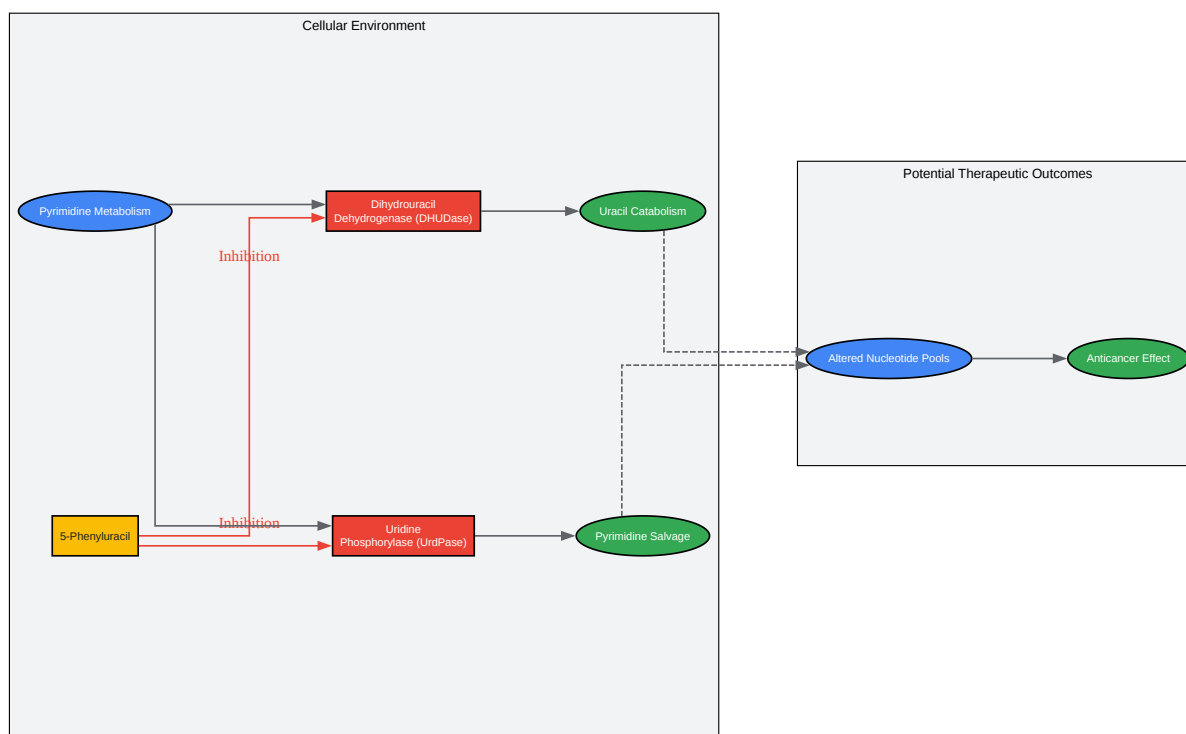 Cellular Environment
Potential Therapeutic Outcomes
Pyrimidine Metabolism
Dihydrouracil
Dehydrogenase (DHUDase)
Uracil Catabolism
Inhibition
Altered Nucleotide Pools
Anticancer Effect
Inhibition
5-Phenyluracil
Uridine
Phosphorylase (UrdPase)
Pyrimidine Salvage